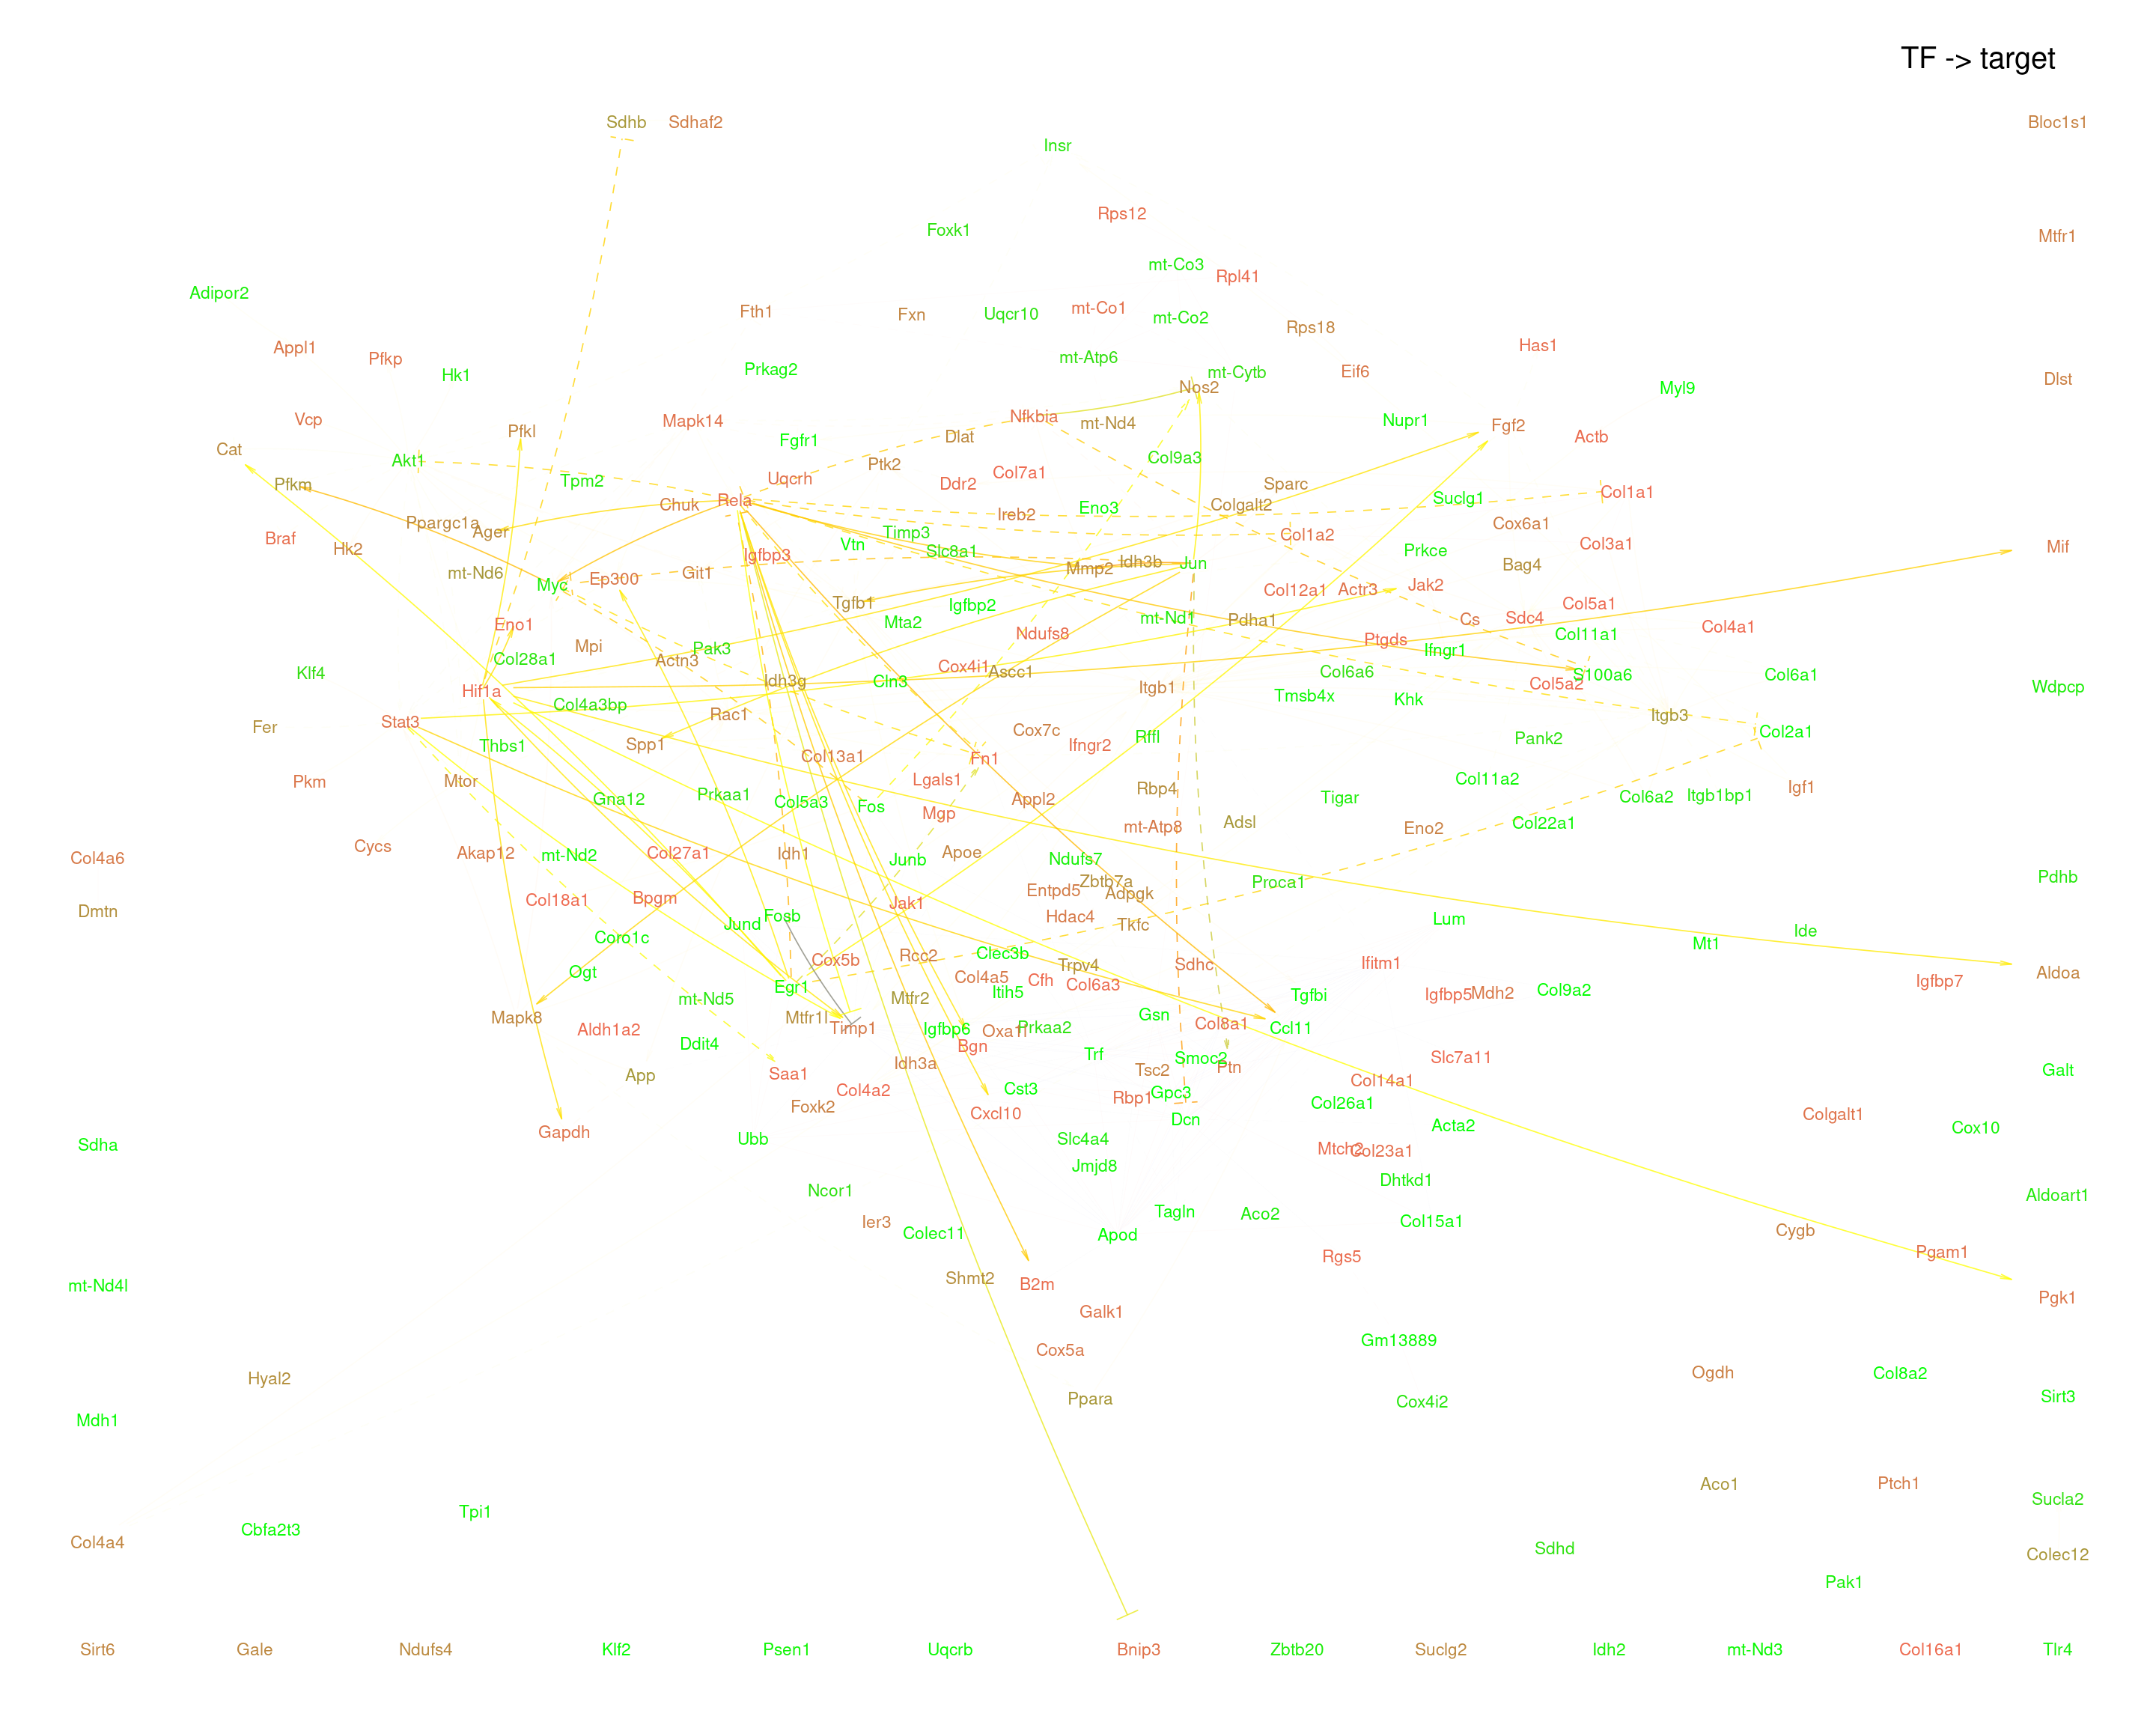 TF -> target
Sdhb Sdhaf2 Bloc1s1
Insr
Rps12
Foxk1 Mtfr1
mt-Co3
Rpl41
Adipor2
Fth1 Fxn Uqcr10 mt-Co1 mt-Co2
Rps18
Appl1 Pfkp Has1
mt-Atp6
Hk1 Prkag2 mt-Cytb Eif6 Dlst
Nos2 Myl9
Vcp Mapk14 Nfkbia mt-Nd4 Nupr1 Fgf2
Pfkl Fgfr1 Dlat Actb
Cat Akt1 Ptk2 Col9a3
Pfkm Tpm2 Uqcrh Ddr2 Col7a1 Sparc
Chuk Rela Eno3 Colgalt2 Suclg1 Col1a1
Ppargc1a Ager Ireb2 Cox6a1
Braf Hk2 Vtn Timp3 Slc8a1 Col1a2 Prkce Col3a1 Mif
mt-Nd6 Myc Ep300 Git1 Igfbp3 Mmp2 Idh3b Jun Bag4
Tgfb1 Igfbp2 Col12a1 Actr3 Jak2 Col5a1
Eno1 Mta2 Ndufs8 mt-Nd1 Pdha1 Cs Sdc4 Col4a1
Mpi Pak3 Ptgds Ifngr1 Col11a1
Klf4 Col28a1 Actn3 Cox4i1 Ascc1 Col6a6 S100a6 Col6a1
Hif1a Idh3g Cln3 Itgb1 Tmsb4x Khk Col5a2 Wdpcp
Stat3 Col4a3bp Rac1 Itgb3
Fer Thbs1 Spp1 Cox7c Ifngr2 Rffl Pank2 Col2a1
Pkm Mtor Col13a1 Fn1 Lgals1 Rbp4 Col11a2 Igf1
Gna12 Prkaa1 Col5a3 Fos Appl2 Tigar Col6a2 Itgb1bp1
Mgp mt-Atp8 Adsl Eno2 Col22a1
Col4a6 Cycs Akap12 mt-Nd2 Col27a1 Idh1 Junb Apoe Ndufs7
Zbtb7a Proca1 Pdhb
Dmtn Col18a1 Bpgm Jak1 Entpd5 Adpgk
Jund Fosb Hdac4 Tkfc Lum
Coro1c Ide
Ogt Cox5b Rcc2 Clec3b Trpv4 Sdhc Ifitm1 Mt1
Egr1 Col4a5 Cfh Col6a3 Aldoa
mt-Nd5 Mtfr2 Itih5 Tgfbi Igfbp5 Mdh2 Col9a2 Igfbp7
Mapk8 Aldh1a2 Mtfr1l Timp1 Igfbp6 Oxa1l Prkaa2 Gsn Col8a1 Ccl11
Ddit4 Bgn Trf Smoc2 Slc7a11
App Saa1 Idh3a Tsc2 Ptn Galt
Foxk2 Col4a2 Cst3 Rbp1 Gpc3 Col14a1
Gapdh Cxcl10 Dcn Col26a1 Colgalt1
Sdha Ubb Slc4a4 Mtch2 Col23a1 Acta2 Cox10
Jmjd8 Dhtkd1
Ncor1 Aldoart1
Ier3 Colec11 Apod Tagln Aco2 Col15a1 Cygb
mt-Nd4l Shmt2 B2m Rgs5 Pgam1
Galk1 Pgk1
Cox5a Gm13889
Hyal2 Ppara Cox4i2 Ogdh Col8a2 Sirt3
Mdh1
Aco1 Ptch1
Tpi1 Sucla2
Col4a4 Cbfa2t3 Sdhd Colec12
Pak1
Sirt6 Gale Ndufs4 Klf2 Psen1 Uqcrb Bnip3 Zbtb20 Suclg2 Idh2 mt-Nd3 Col16a1 Tlr4